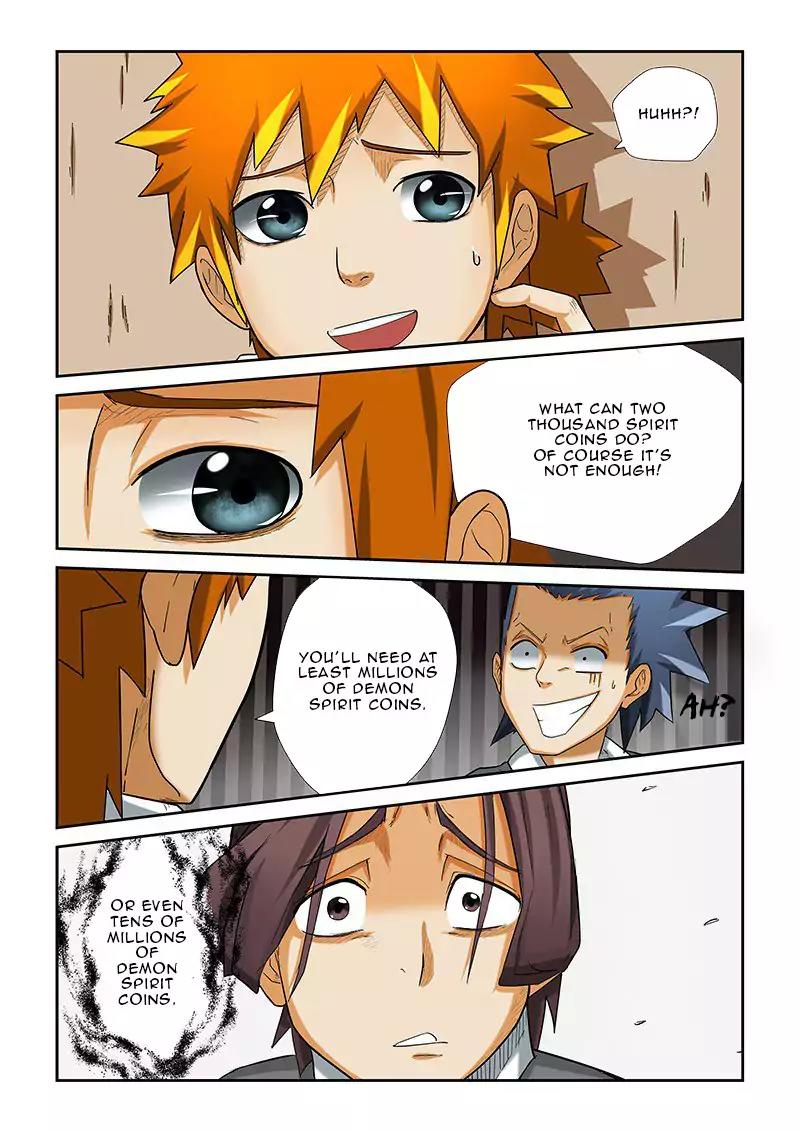 HUHH?!
WHAT CAN TWO
THOUSAND SPIRIT
COINS DO?
OF COURSE IT'S
NOT ENOUGH!
YOU'LL NEED AT
LEAST MILLIONS
OF DEMON
SPIRIT COINS.
AH?
OR EVEN
TENS OF
MILLIONS
OF
DEMON
SPIRIT
COINS.